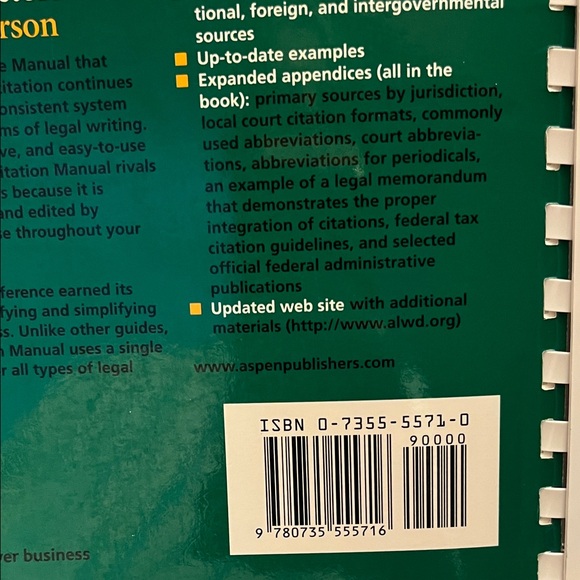 rson
e Manual that
itation continues
onsistent system
ms of legal writing.
ve, and easy-to-use
itation Manual rivals
s because it is
and edited by
se throughout your
ference earned its
fying and simplifying
ss. Unlike other guides,
n Manual uses a single
r all types of legal
tional, foreign, and intergovernmental
sources
Up-to-date examples
Expanded appendices (all in the
book): primary sources by jurisdiction,
local court citation formats, commonly
used abbreviations, court abbrevia-
tions, abbreviations for periodicals,
an example of a legal memorandum
that demonstrates the proper
integration of citations, federal tax
citation guidelines, and selected
official federal administrative
publications
Updated web site with additional
materials (http://www.alwd.org)
www.aspenpublishers.com
ISBN 0-7355-5571-0
90000
9 780735 555716
er business